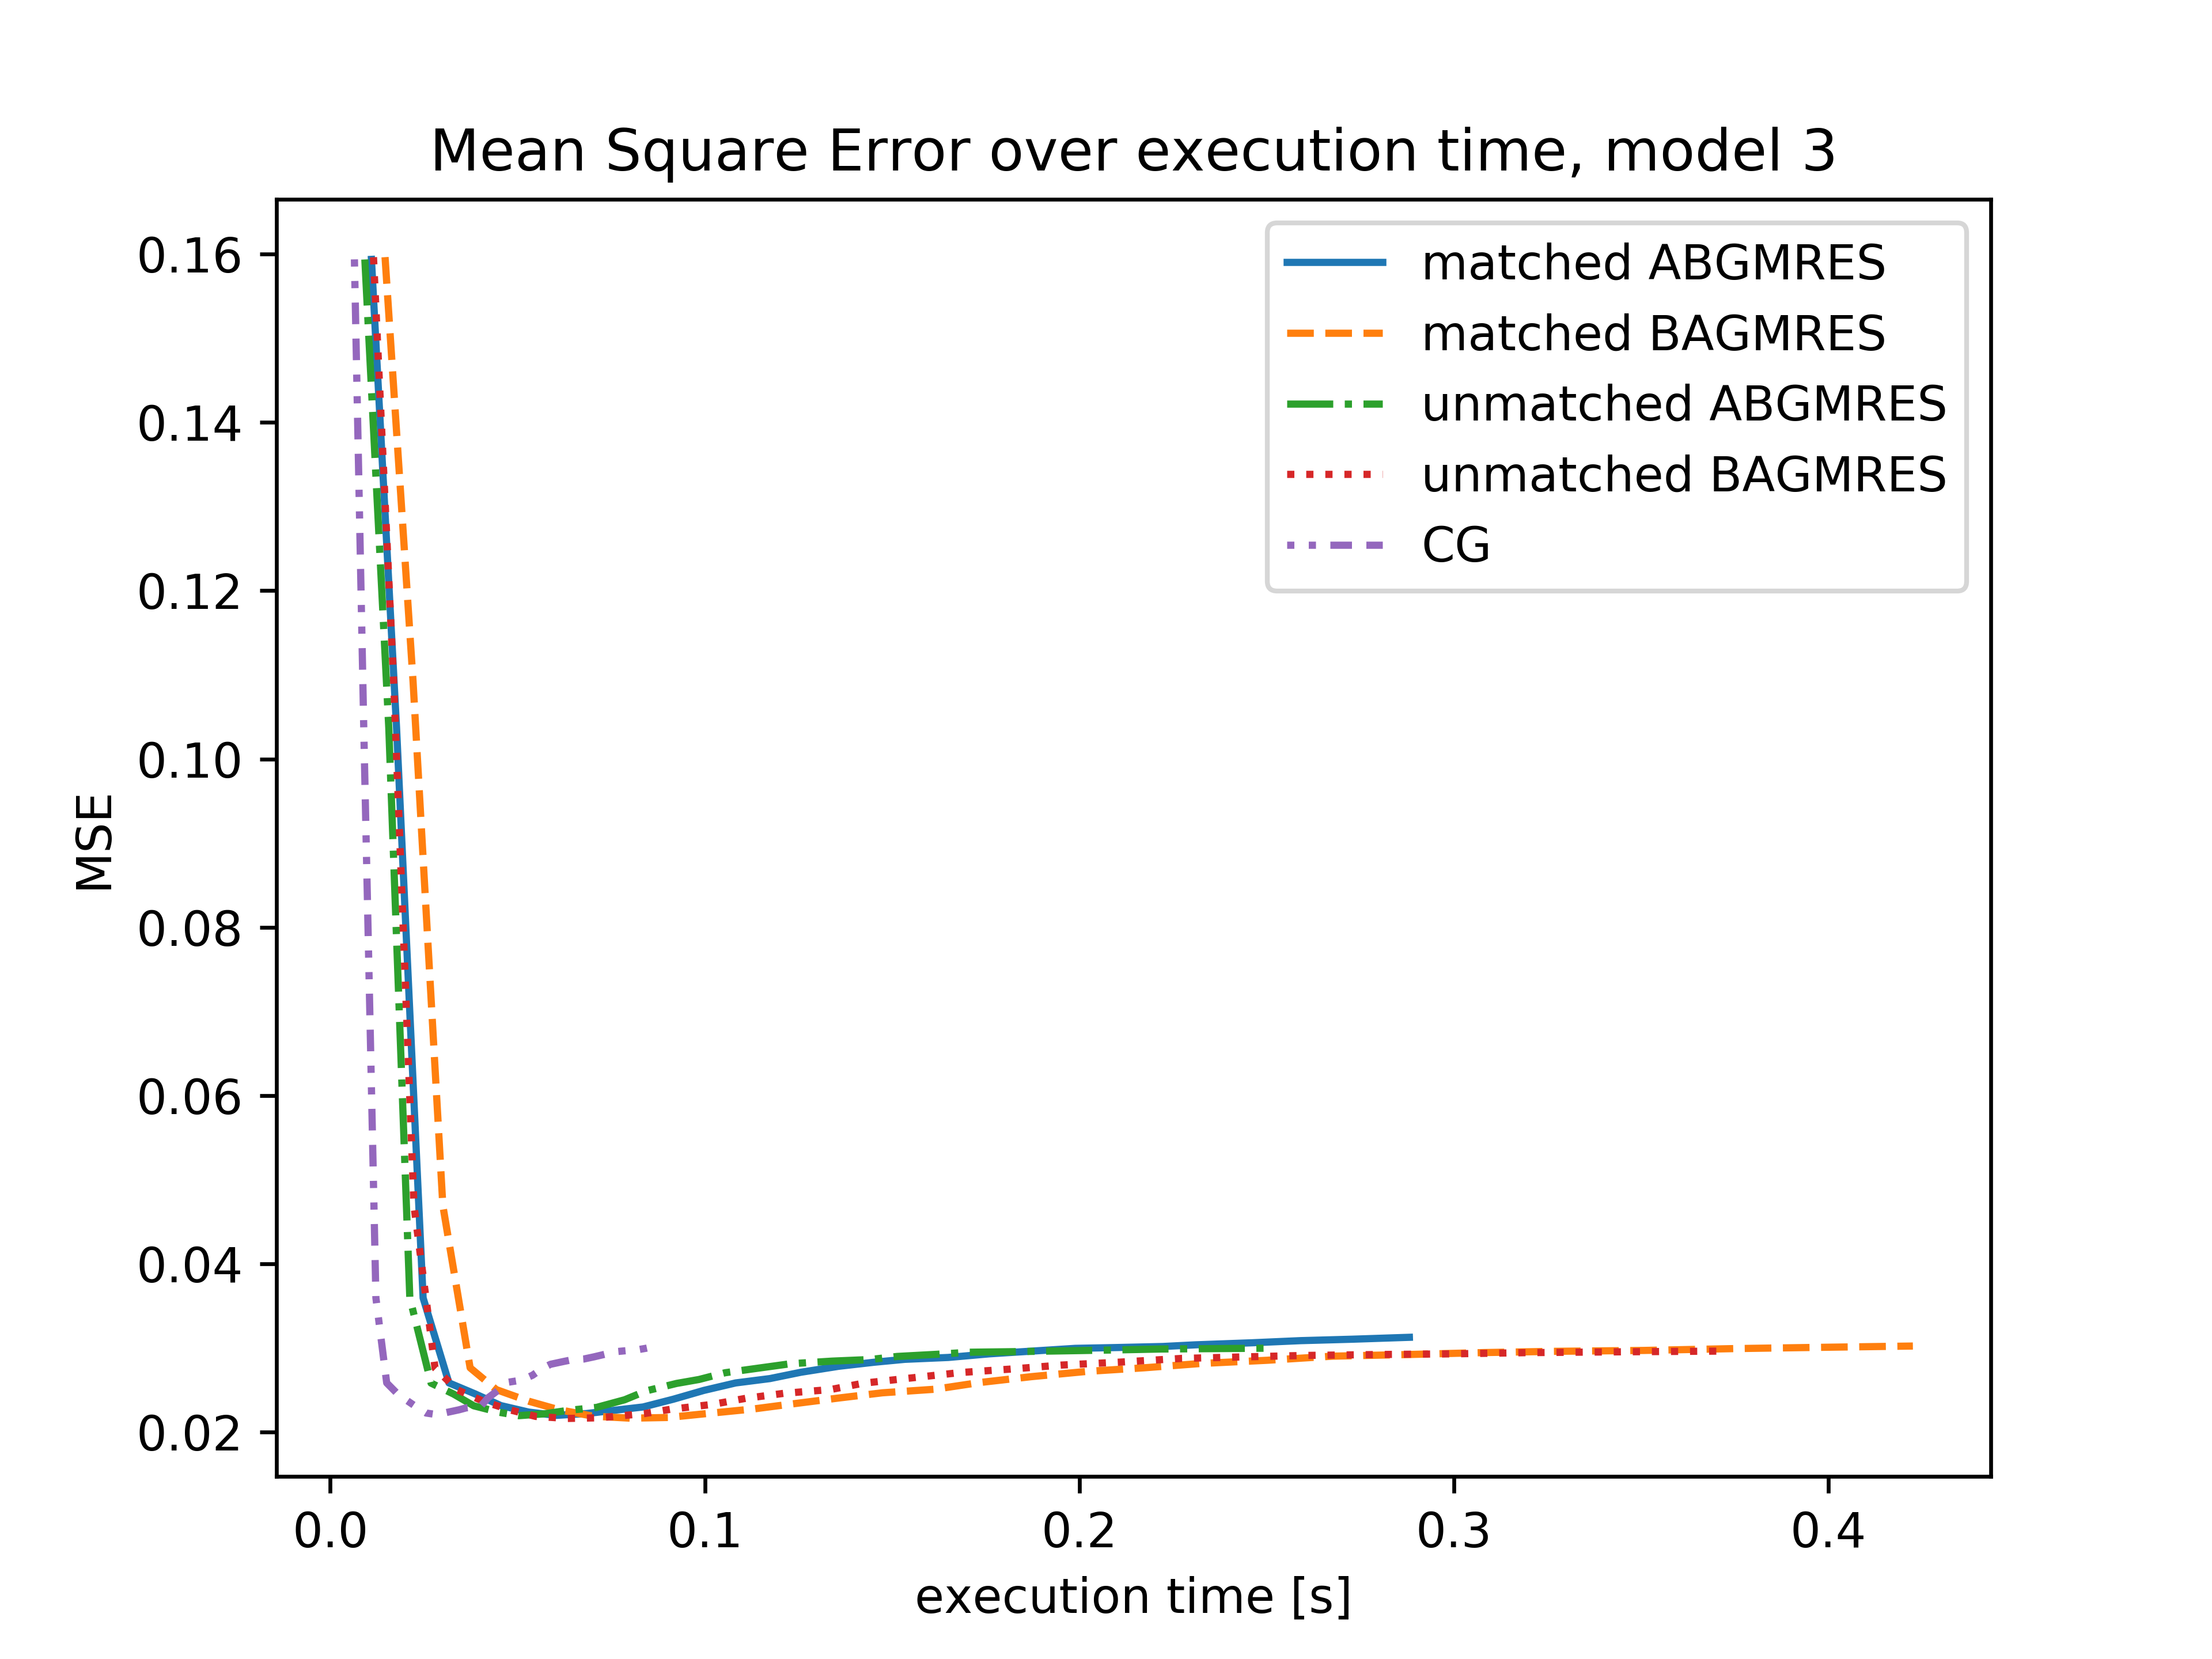 Mean Square Error over execution time, model 3
0.16
0.14
0.12
0.10
0.08
0.06
0.04
0.02
MSE
matched ABGMRES
matched BAGMRES
unmatched ABGMRES
unmatched BAGMRES
CG
0.0 0.1 0.2 0.3 0.4
execution time [s]